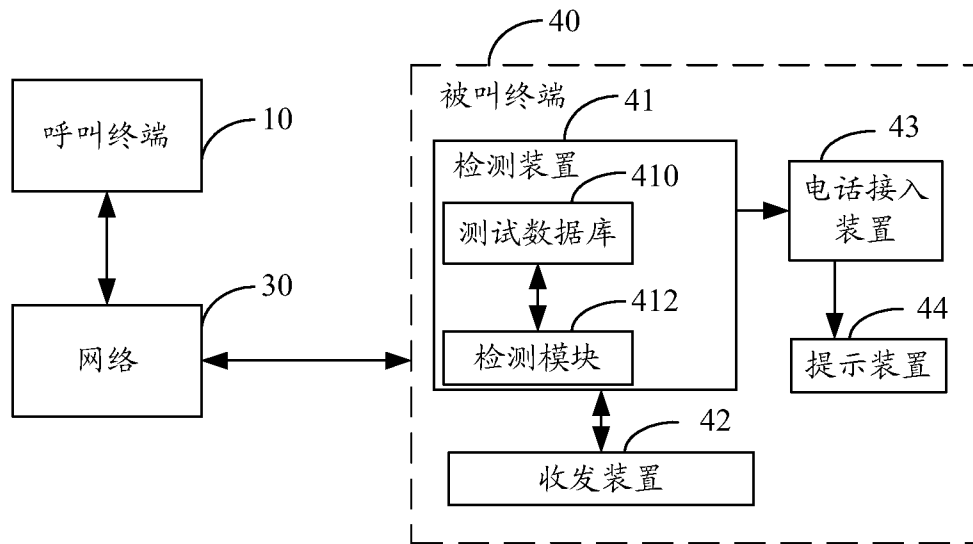 40
被叫终端
呼叫终端
10
41
检测装置
410
测试数据库
43
电话接入
装置
30
网络
412
检测模块
44
提示装置
42
收发装置